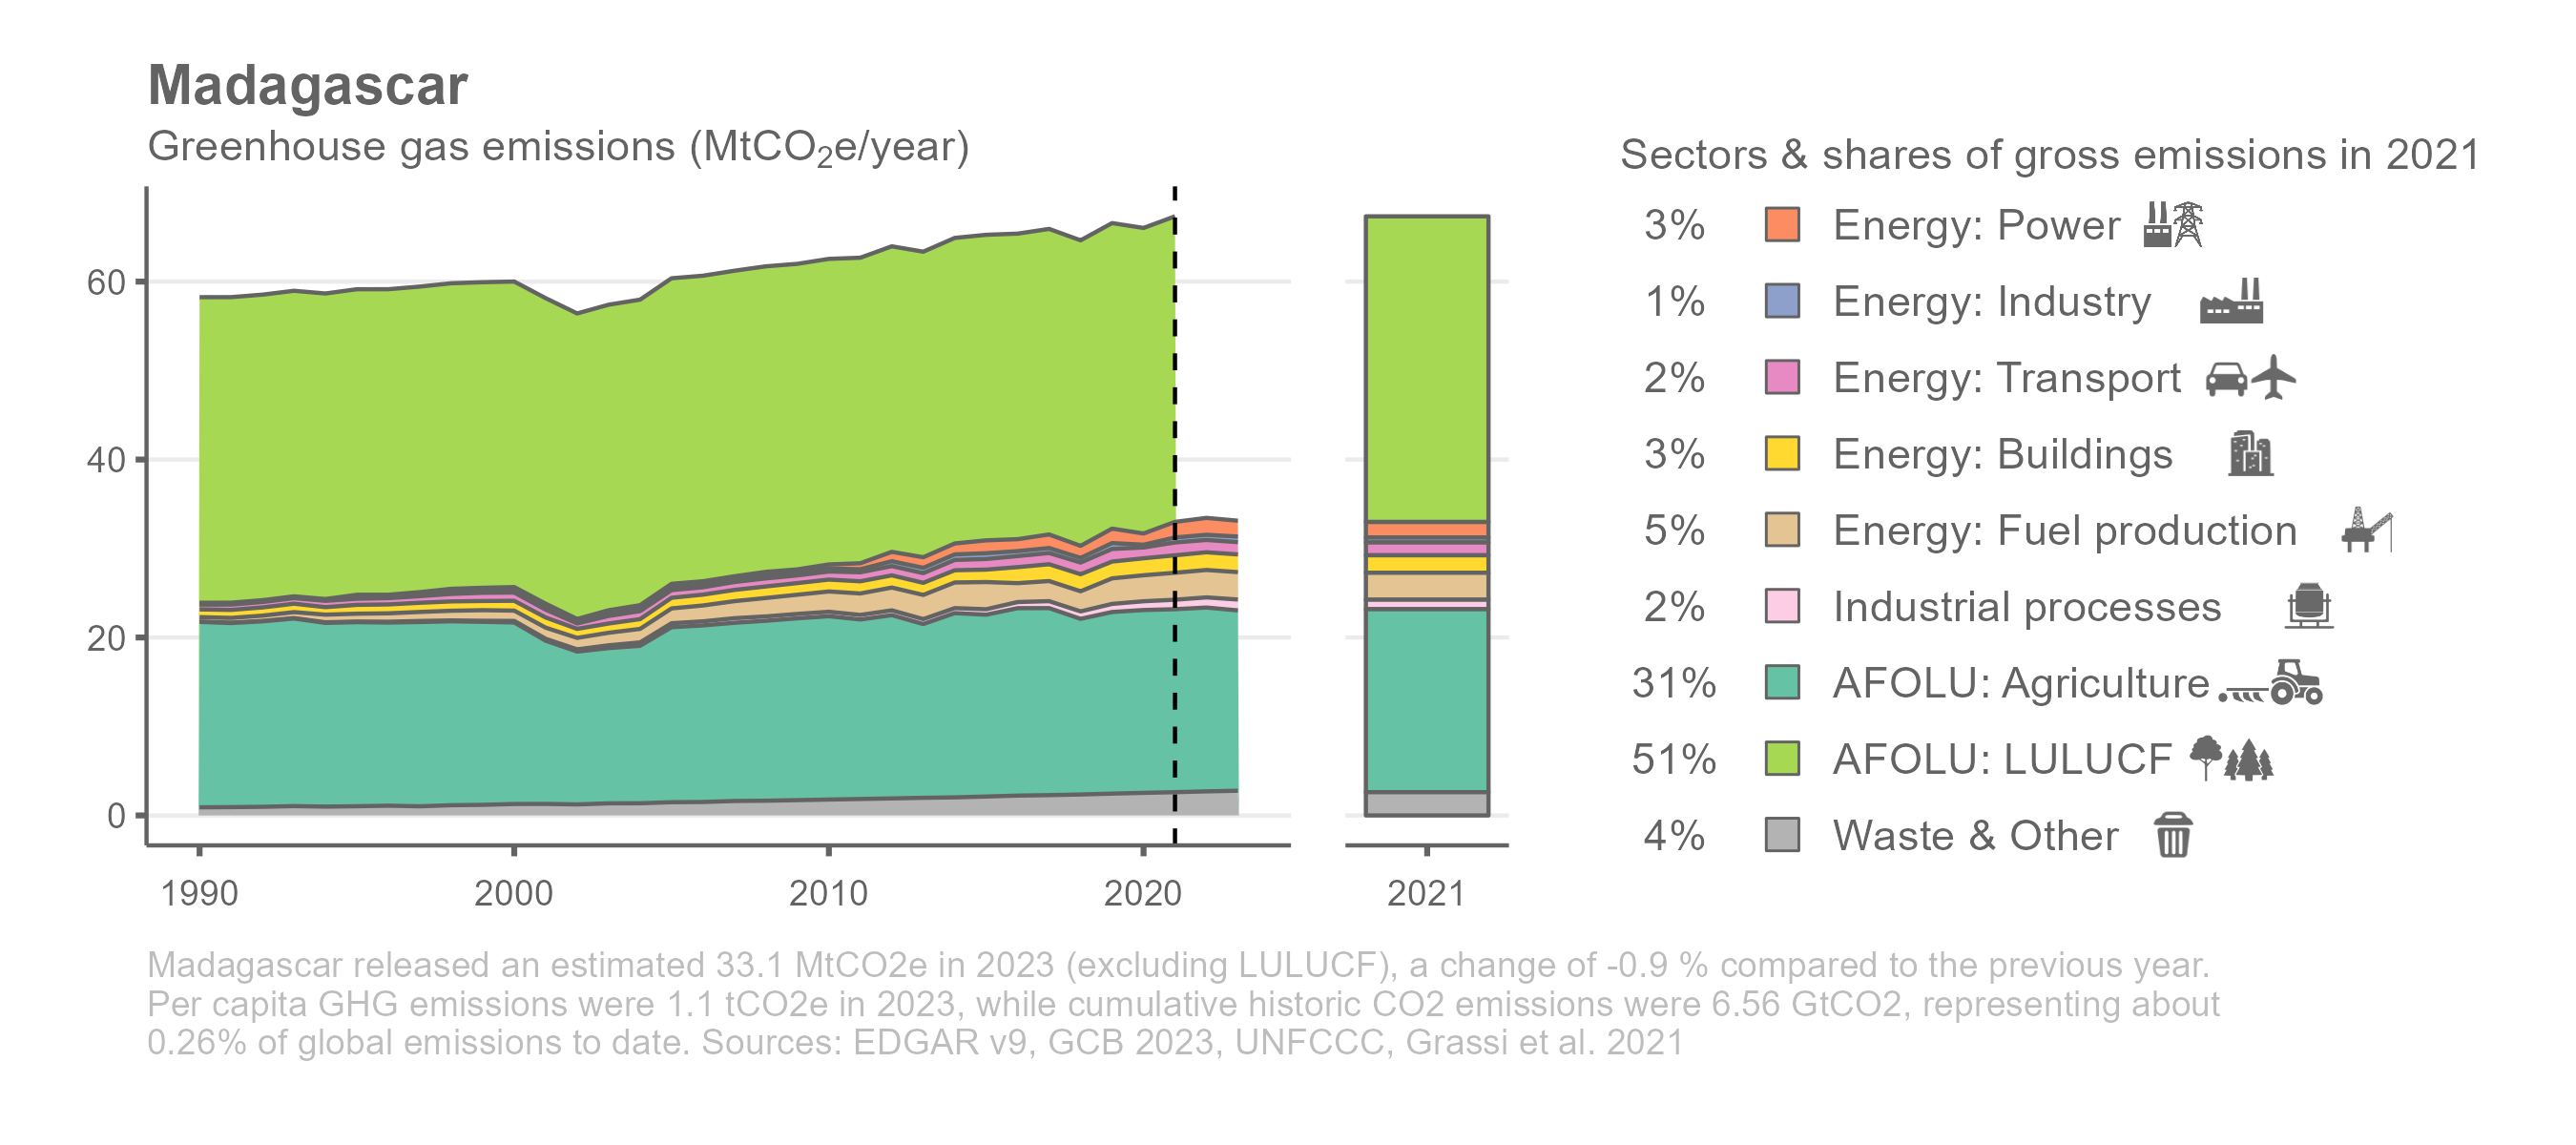 Madagascar
Greenhouse gas emissions (MtCO₂e/year)
60
40
20
0
1990 2000 2010 2020
2021
Sectors & shares of gross emissions in 2021
3% Energy: Power
1% Energy: Industry
2% Energy: Transport
3% Energy: Buildings
5% Energy: Fuel production
2% Industrial processes
31% AFOLU: Agriculture
51% AFOLU: LULUCF
4% Waste & Other
Madagascar released an estimated 33.1 MtCO2e in 2023 (excluding LULUCF), a change of -0.9 % compared to the previous year.
Per capita GHG emissions were 1.1 tCO2e in 2023, while cumulative historic CO2 emissions were 6.56 GtCO2, representing about
0.26% of global emissions to date. Sources: EDGAR v9, GCB 2023, UNFCCC, Grassi et al. 2021